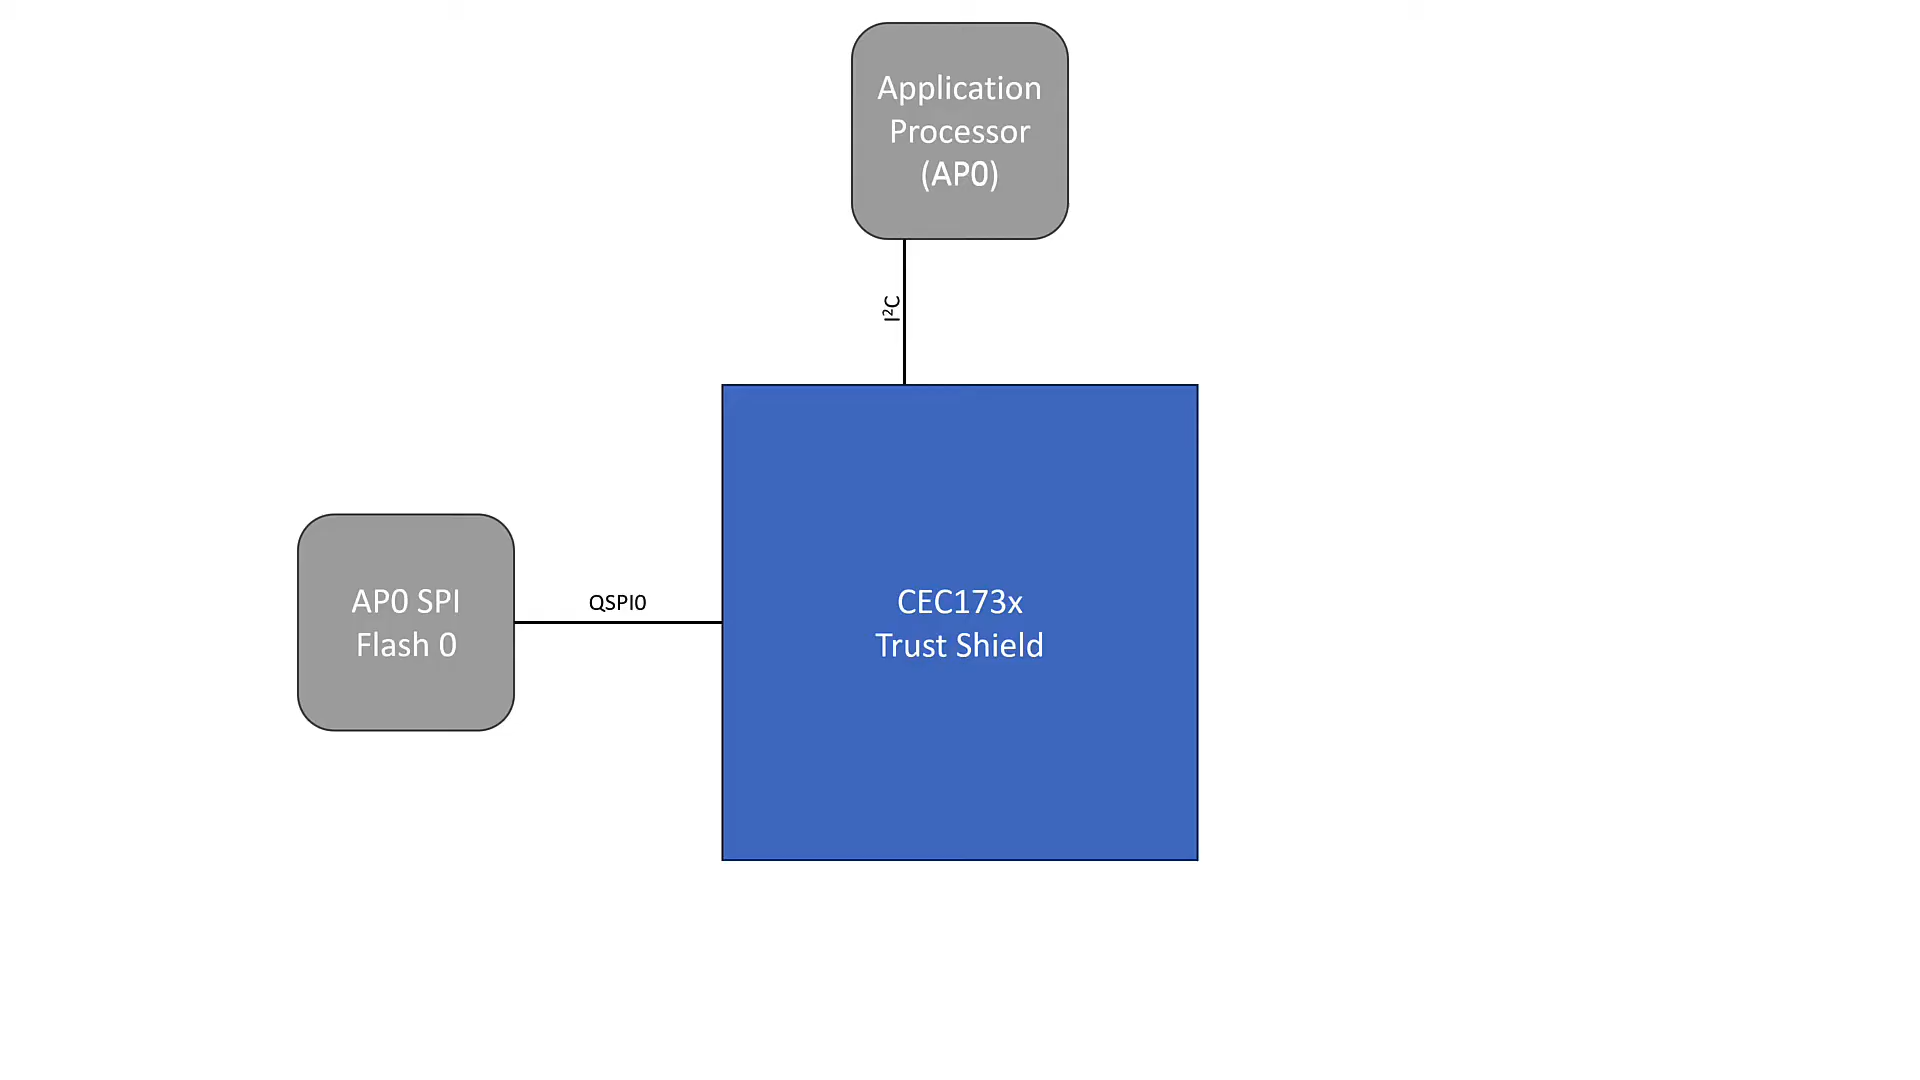 Application
Processor
(AP0)
I²C
AP0 SPI
Flash 0
QSPI0
CEC173x
Trust Shield